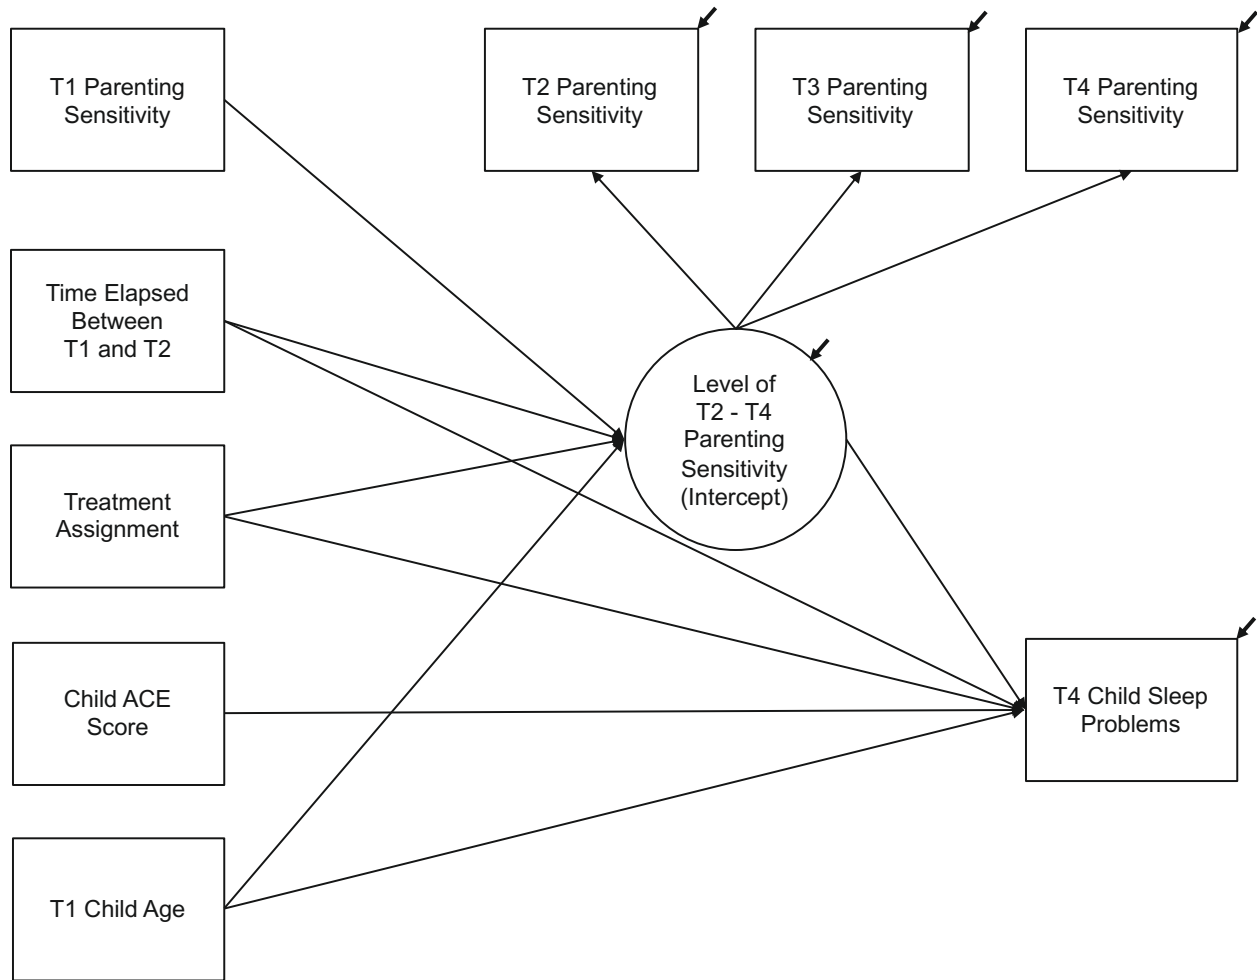 T1 Parenting
Sensitivity
T2 Parenting
Sensitivity
T3 Parenting
Sensitivity
T4 Parenting
Sensitivity
Time Elapsed
Between
T1 and T2
Level of
T2 - T4
Parenting
Sensitivity
(Intercept)
Treatment
Assignment
Child ACE
Score
T4 Child Sleep
Problems
T1 Child Age